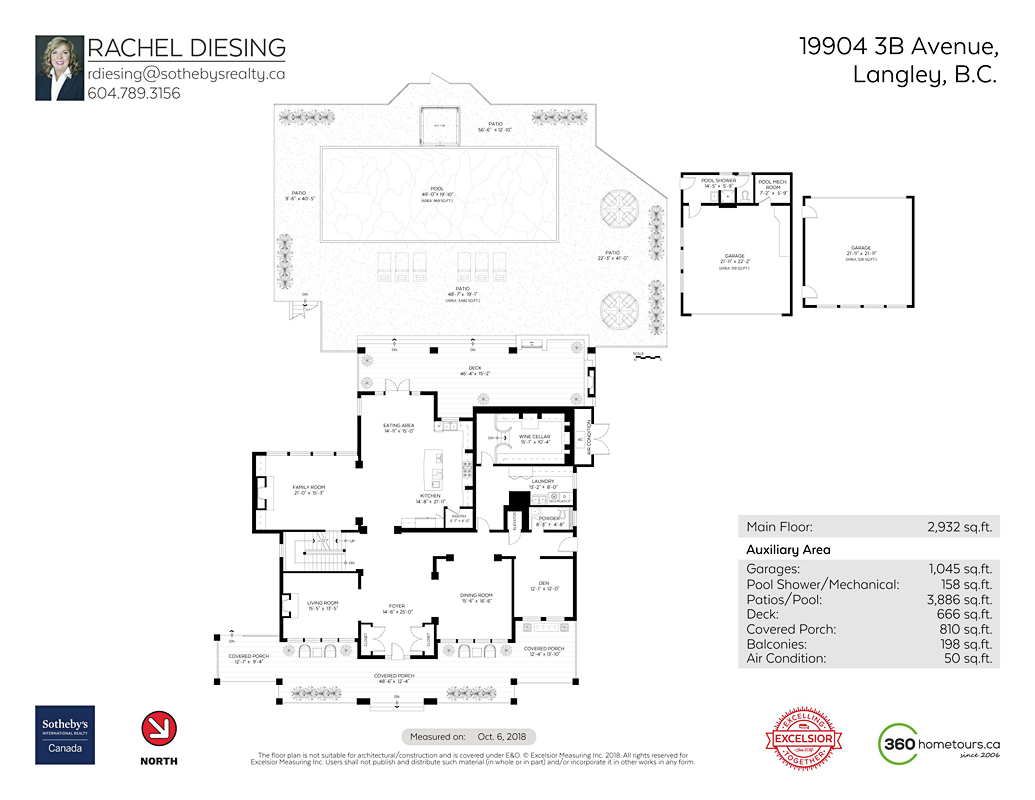 RACHEL DIESING
rdiesing@sothebysrealty.ca
604.789.3156
19904 3B Avenue,
Langley, B.C.
PATIO
56'-6" x 12'-10"
PATIO
9'-6" x 40'-5"
POOL
49'-0" x 19'-10"
(AREA: 969 SQ.FT.)
PATIO
22'-3" x 41'-0"
PATIO
48'-7" x 19'-1"
(AREA: 3,682 SQ.FT.)
DN
POOL SHOWER
14'-5" x 5'-9"
POOL MECH.
ROOM
7'-2" x 5'-9"
GARAGE
21'-11" x 22'-2"
(AREA: 519 SQ.FT.)
GARAGE
21'-11" x 21'-11"
(AREA: 526 SQ.FT.)
SCALE
DN
DN
DECK
46'-4" x 15'-2"
EATING AREA
14'-11" x 15'-0"
WINE CELLAR
15'-1" x 10'-4"
DN
AC
AIR CONDITION
FAMILY ROOM
21'-0" x 15'-3"
KITCHEN
14'-8" x 21'-11"
LAUNDRY
13'-2" x 8'-0"
PANTRY
5'-7" x 4'-0"
ELEVATOR
POWDER
8'-5" x 4'-8"
UP
DN
LIVING ROOM
15'-5" x 13'-5"
FOYER
14'-6" x 25'-0"
DINING ROOM
15'-6" x 16'-6"
DEN
12'-1" x 12'-0"
CLOSET
CLOSET
DN
COVERED PORCH
12'-7" x 9'-4"
COVERED PORCH
12'-4" x 13'-10"
COVERED PORCH
48'-6" x 12'-4"
DN
Main Floor: 2,932 sq.ft.
Auxiliary Area
Garages: 1,045 sq.ft.
Pool Shower/Mechanical: 158 sq.ft.
Patios/Pool: 3,886 sq.ft.
Deck: 666 sq.ft.
Covered Porch: 810 sq.ft.
Balconies: 198 sq.ft.
Air Condition: 50 sq.ft.
Sotheby's
INTERNATIONAL REALTY
Canada
NORTH
Measured on: Oct. 6, 2018
The floor plan is not suitable for architectural/construction and is covered under E&O. © Excelsior Measuring Inc. 2018. All rights reserved for
Excelsior Measuring Inc. Users shall not publish and distribute such material (in whole or in part) and/or incorporate it in other works in any form.
EXCELLING
EXCELSIOR
TOGETHER
360hometours.ca
since 2006